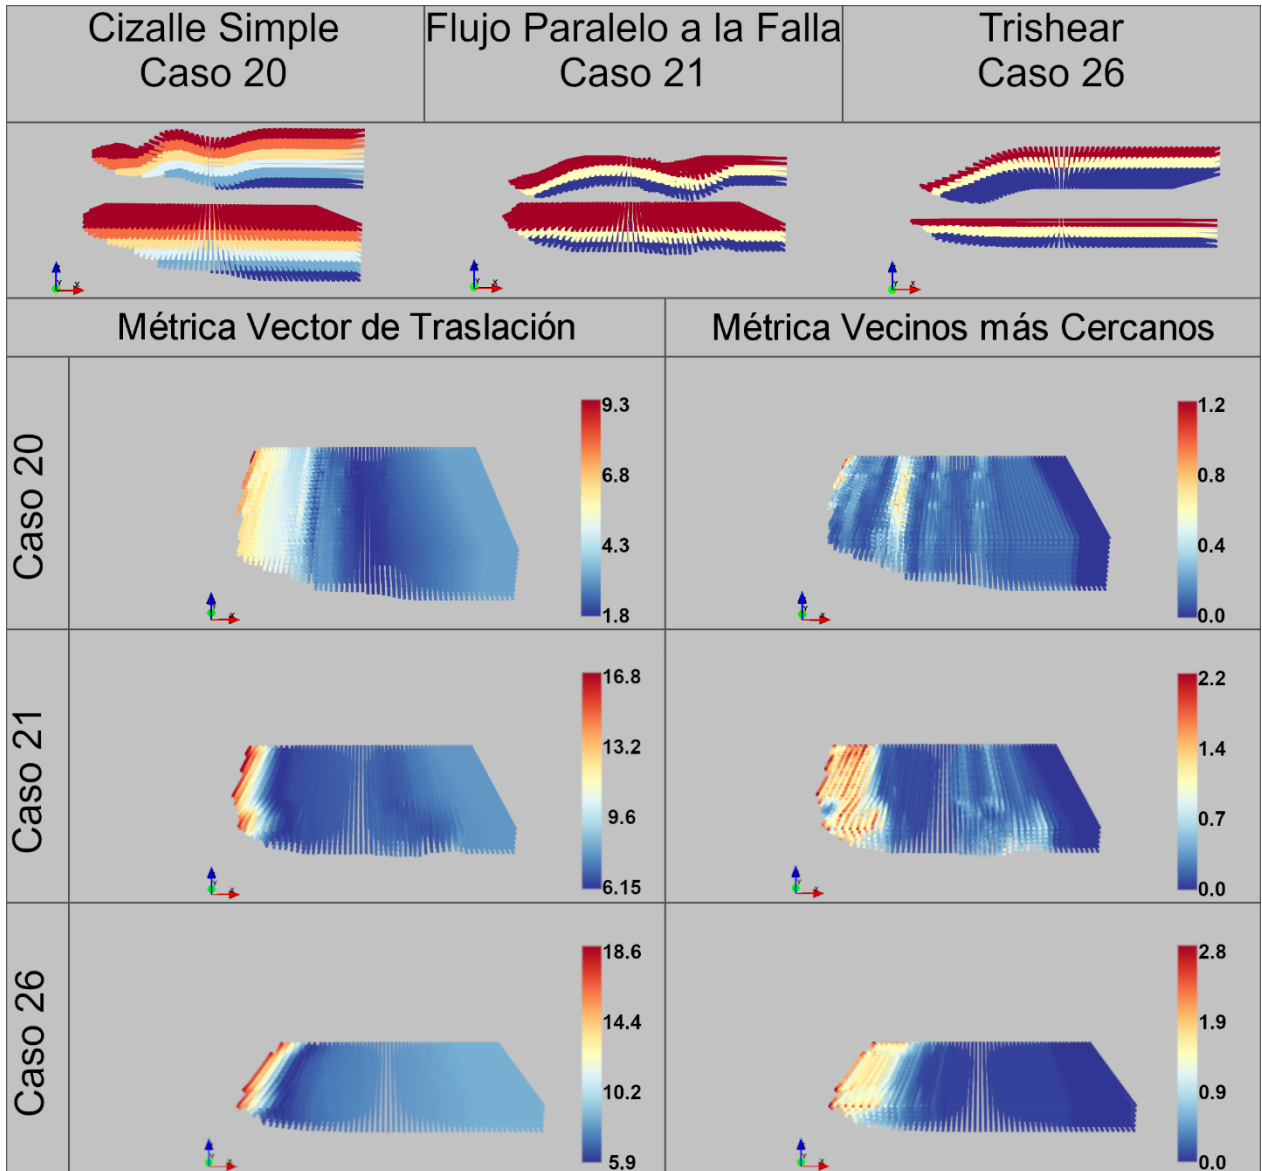 Cizalle Simple
Caso 20
Flujo Paralelo a la Falla
Caso 21
Trishear
Caso 26
Métrica Vector de Traslación
Métrica Vecinos más Cercanos
Caso 20
9.3
6.8
4.3
1.8
1.2
0.8
0.4
0.0
Caso 21
16.8
13.2
9.6
6.15
2.2
1.4
0.7
0.0
Caso 26
18.6
14.4
10.2
5.9
2.8
1.9
0.9
0.0